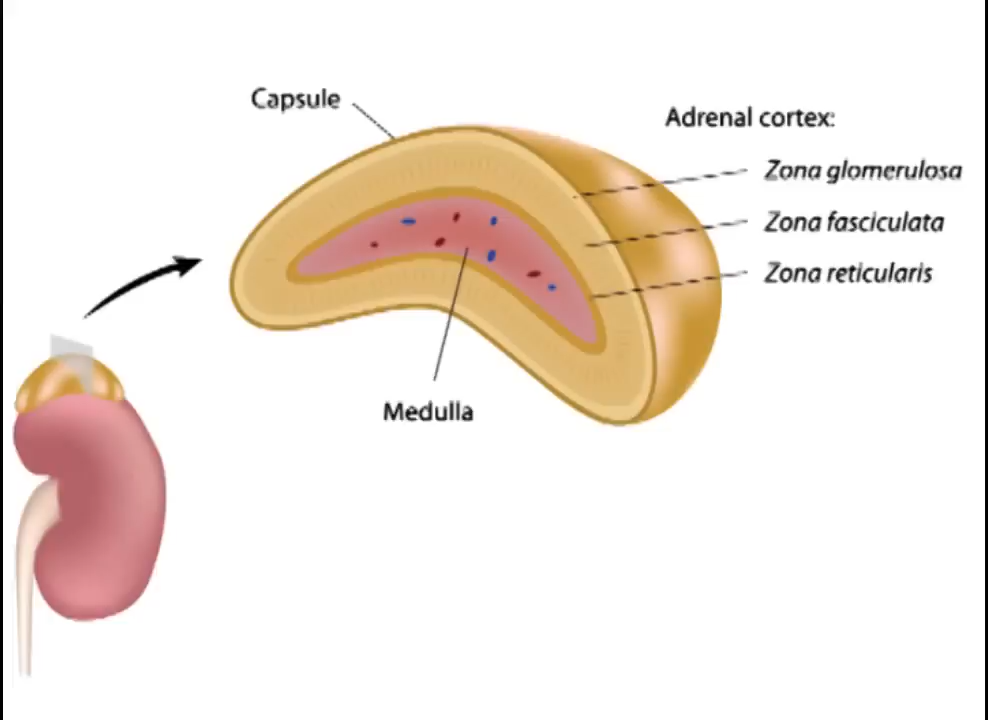 Capsule
Adrenal cortex:
Zona glomerulosa
Zona fasciculata
Zona reticularis
Medulla